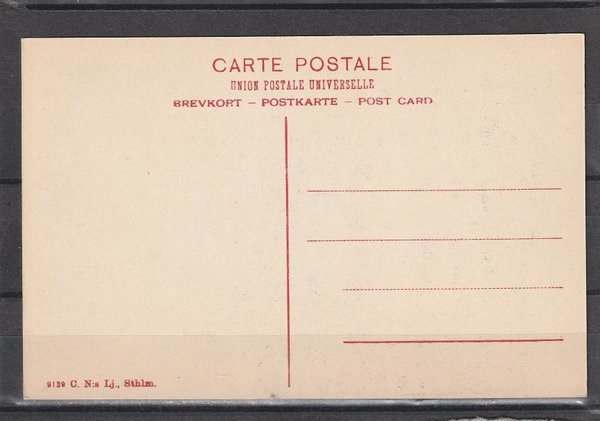 CARTE POSTALE
UNION POSTALE UNIVERSELLE
BREVKORT – POSTKARTE – POST CARD
9139 C. N:s Lj., Sthlm.